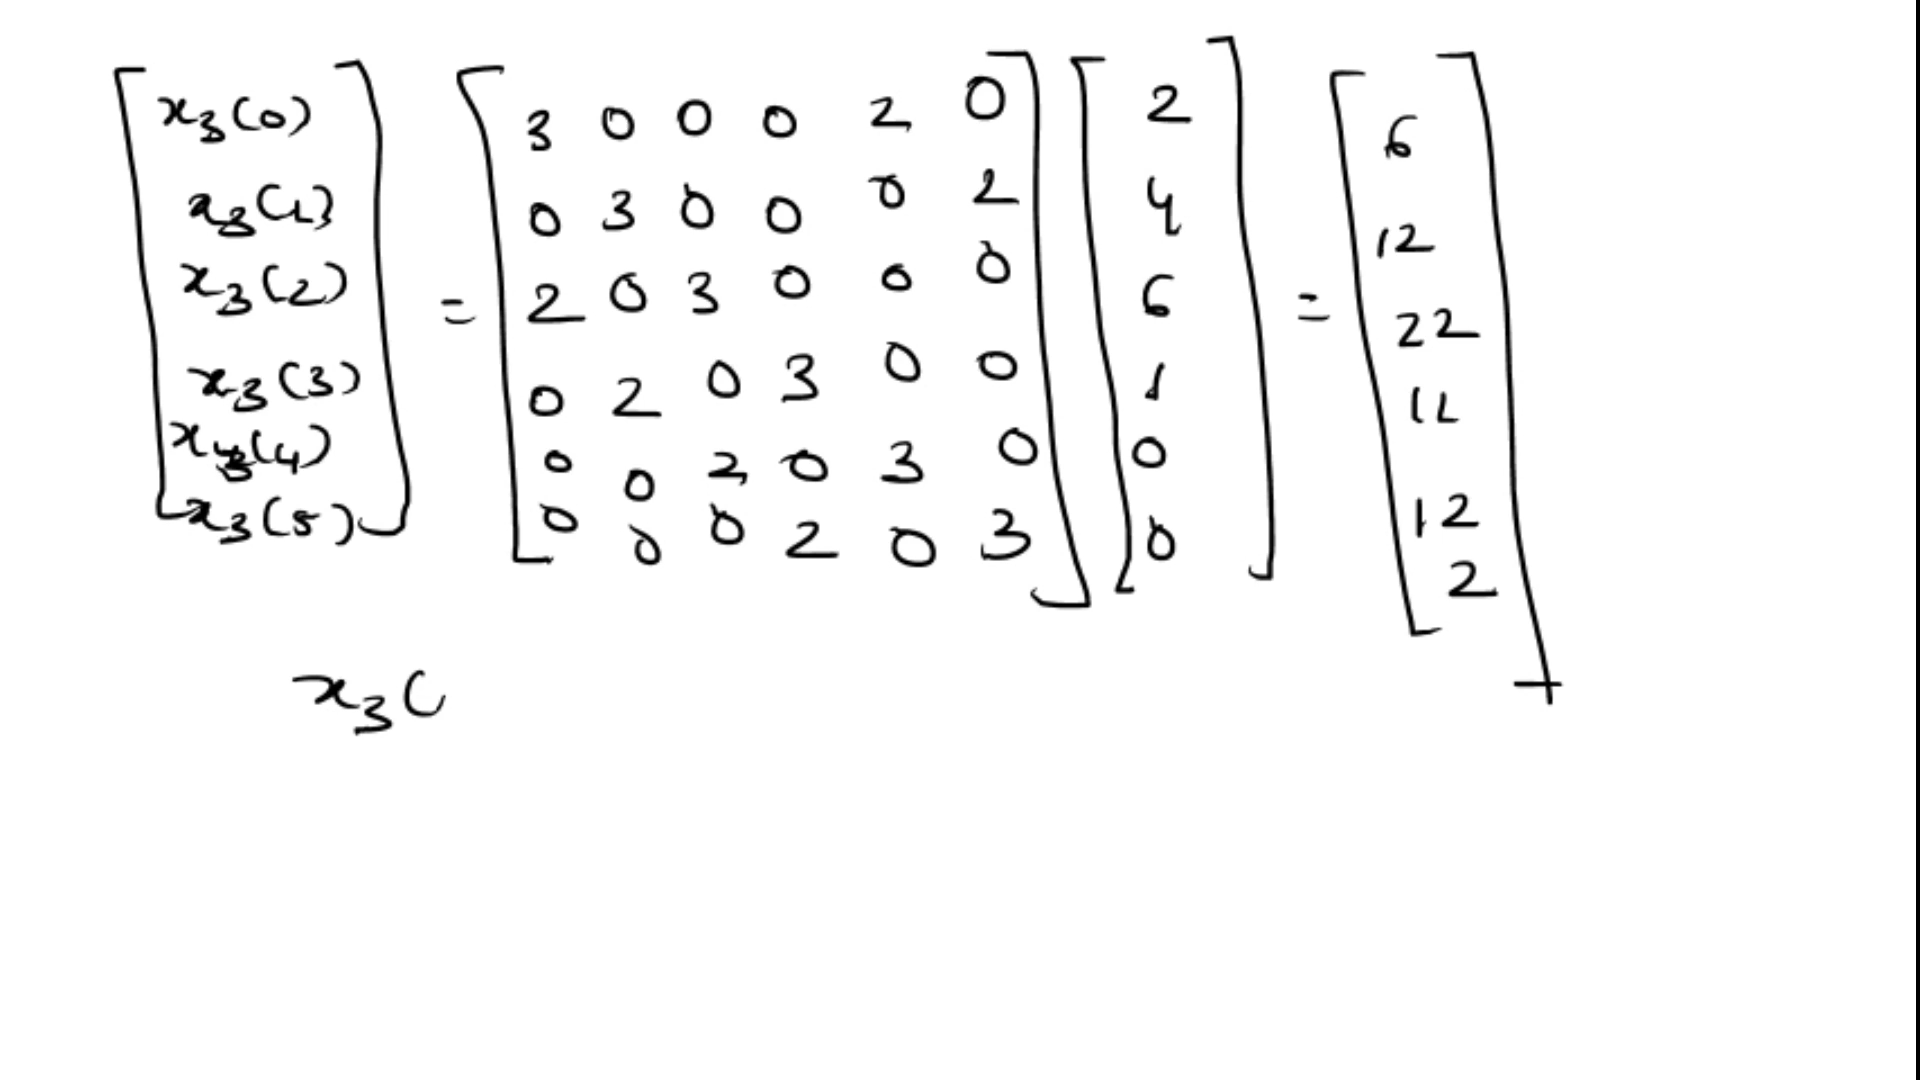 x₃(0) 3 0 0 0 2 0 2 6
x₃(1) 0 3 0 0 0 2 4 12
x₃(2) = 2 0 3 0 0 0 6 = 22
x₃(3) 0 2 0 3 0 0 1 11
x₃(4) 0 0 2 0 3 0 0 12
x₃(5) 0 0 0 2 0 3 0 2
x₃(